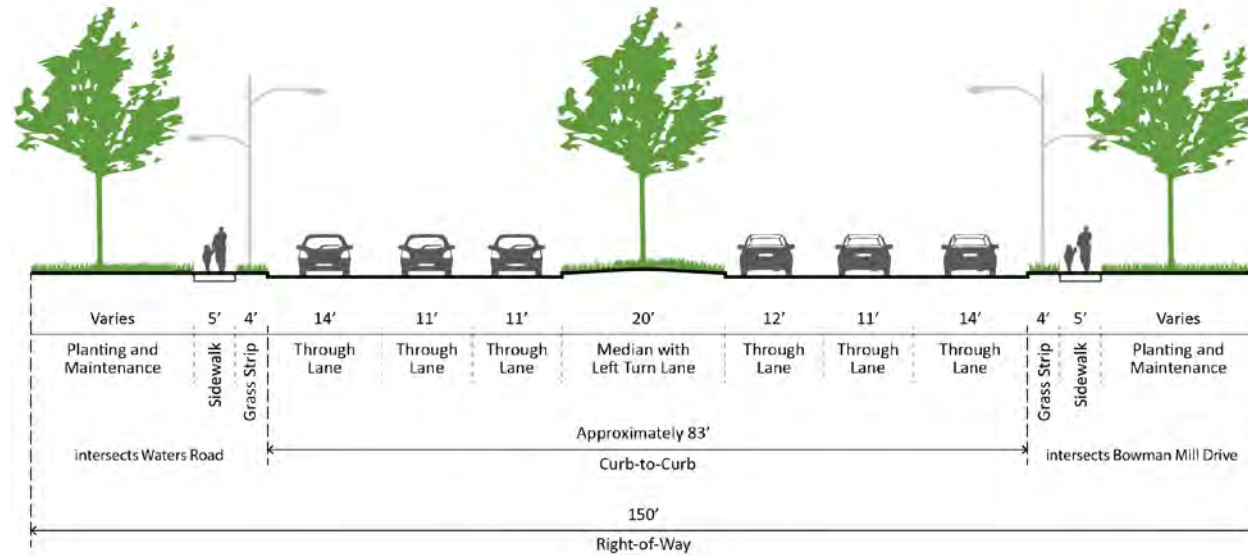 Varies 5' 4' 14' 11' 11' 20' 12' 11' 14' 4' 5' Varies
Planting and
Maintenance
Sidewalk
Grass Strip
Through
Lane
Through
Lane
Through
Lane
Median with
Left Turn Lane
Through
Lane
Through
Lane
Through
Lane
Grass Strip
Sidewalk
Planting and
Maintenance
intersects Waters Road
Approximately 83'
Curb-to-Curb
intersects Bowman Mill Drive
150'
Right-of-Way